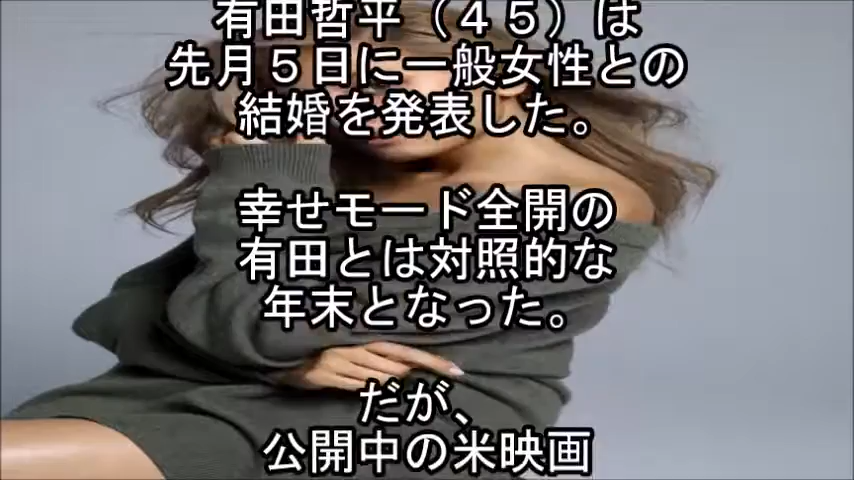 有田哲平（４５）は
先月５日に一般女性との
結婚を発表した。
幸せモード全開の
有田とは対照的な
年末となった。
だが、
公開中の米映画